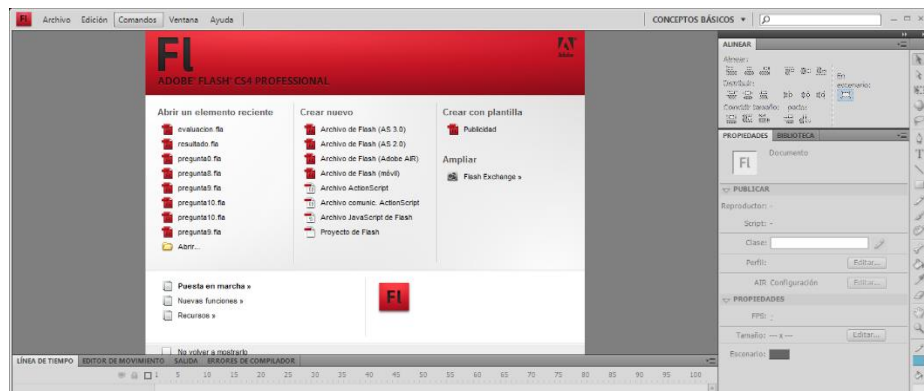 Fl Archivo Edición Comandos Ventana Ayuda CONCEPTOS BÁSICOS
Fl
Adobe
ADOBE® FLASH® CS4 PROFESSIONAL
Abrir un elemento reciente
evaluacion.fla
resultado.fla
pregunta0.fla
pregunta8.fla
pregunta9.fla
pregunta10.fla
pregunta10.fla
pregunta9.fla
Abrir...
Crear nuevo
Archivo de Flash (AS 3.0)
Archivo de Flash (AS 2.0)
Archivo de Flash (Adobe AIR)
Archivo de Flash (móvil)
Archivo ActionScript
Archivo comunic. ActionScript
Archivo JavaScript de Flash
Proyecto de Flash
Crear con plantilla
Publicidad
Ampliar
Flash Exchange »
Puesta en marcha »
Nuevas funciones »
Recursos »
Fl
No volver a mostrarlo
ALINEAR
Alinear:
Distribuir:
En
escenario:
Coincidir tamaño:
PROPIEDADES BIBLIOTECA
Fl Documento
PUBLICAR
Reproductor: -
Script: -
Clase:
Perfil: Editar...
AIR Configuración Editar...
PROPIEDADES
FPS: -
Tamaño: --- x --- Editar...
Escenario:
LÍNEA DE TIEMPO EDITOR DE MOVIMIENTO SALIDA ERRORES DE COMPILADOR
1 5 10 15 20 25 30 35 40 45 50 55 60 65 70 75 80 85 90 95 100